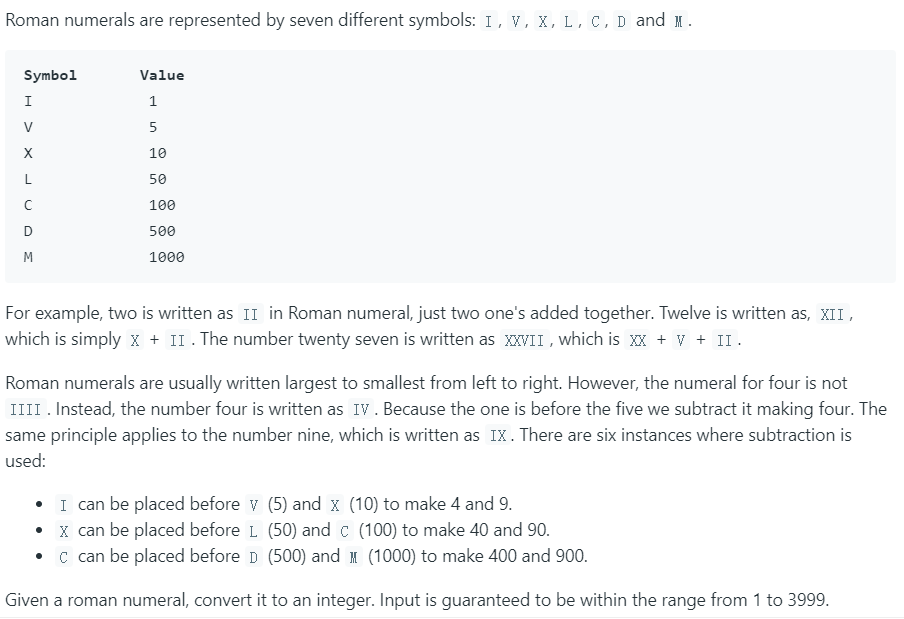 Roman numerals are represented by seven different symbols: I, V, X, L, C, D and M.
Symbol Value
I 1
V 5
X 10
L 50
C 100
D 500
M 1000
For example, two is written as II in Roman numeral, just two one's added together. Twelve is written as, XII,
which is simply X + II. The number twenty seven is written as XXVII, which is XX + V + II.
Roman numerals are usually written largest to smallest from left to right. However, the numeral for four is not
IIII. Instead, the number four is written as IV. Because the one is before the five we subtract it making four. The
same principle applies to the number nine, which is written as IX. There are six instances where subtraction is
used:
• I can be placed before V (5) and X (10) to make 4 and 9.
• X can be placed before L (50) and C (100) to make 40 and 90.
• C can be placed before D (500) and M (1000) to make 400 and 900.
Given a roman numeral, convert it to an integer. Input is guaranteed to be within the range from 1 to 3999.